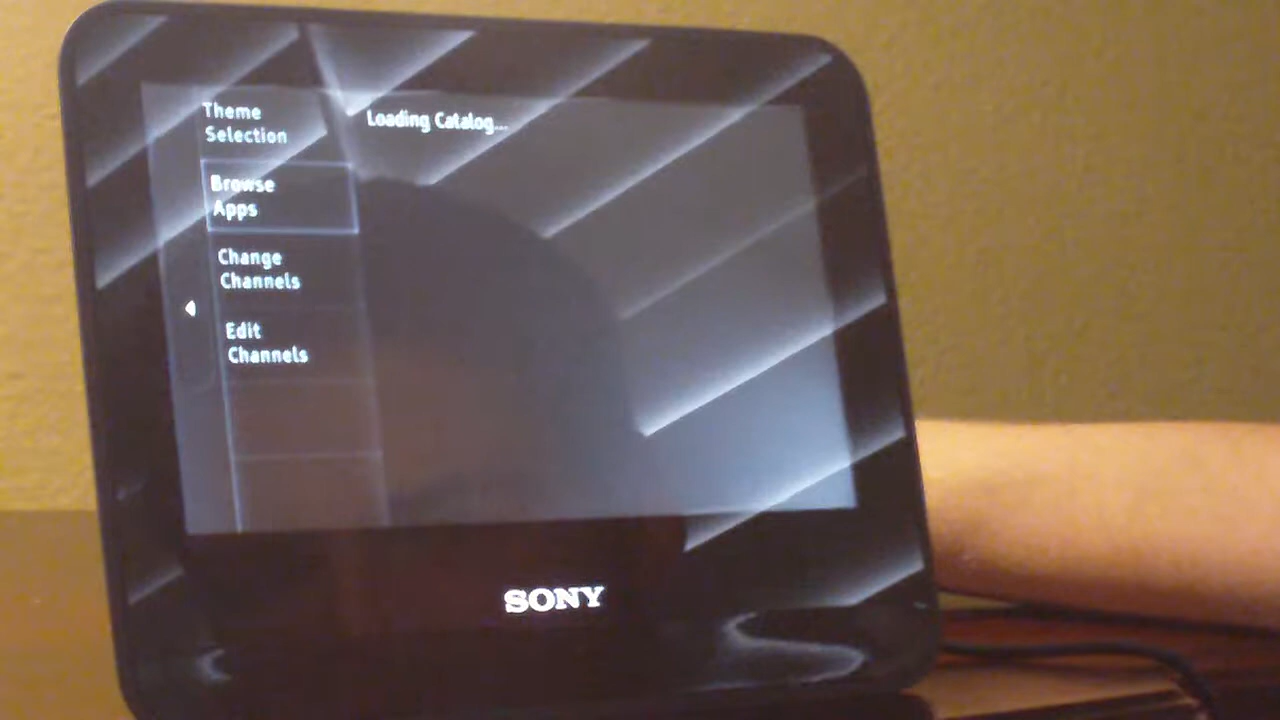 Theme
Selection
Loading Catalog...
Browse
Apps
Change
Channels
Edit
Channels
SONY